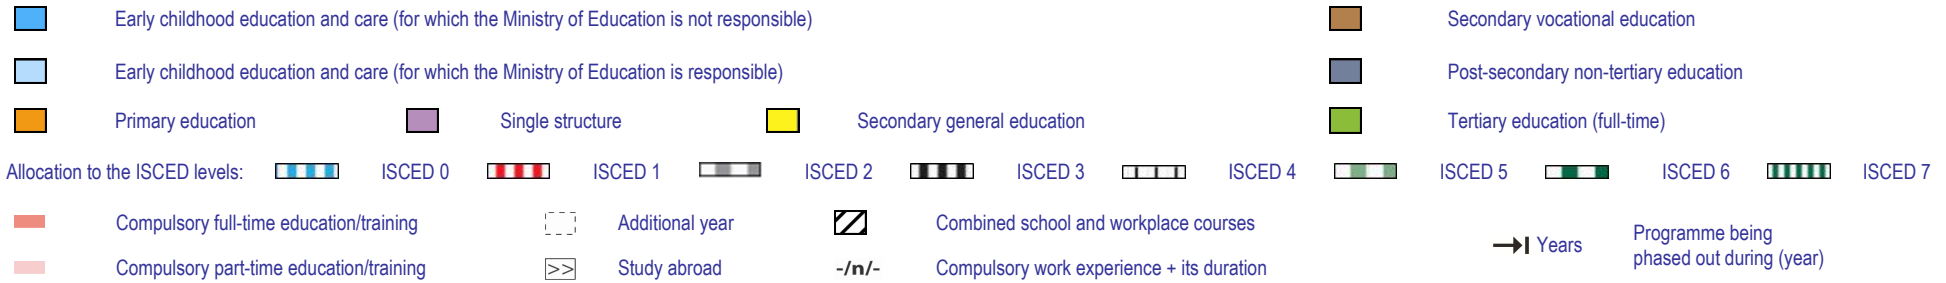 Early childhood education and care (for which the Ministry of Education is not responsible)
Secondary vocational education
Early childhood education and care (for which the Ministry of Education is responsible)
Post-secondary non-tertiary education
Primary education
Single structure
Secondary general education
Tertiary education (full-time)
Allocation to the ISCED levels:
ISCED 0
ISCED 1
ISCED 2
ISCED 3
ISCED 4
ISCED 5
ISCED 6
ISCED 7
Compulsory full-time education/training
Additional year
Combined school and workplace courses
Years
Programme being
phased out during (year)
Compulsory part-time education/training
>>
Study abroad
-/n/-
Compulsory work experience + its duration